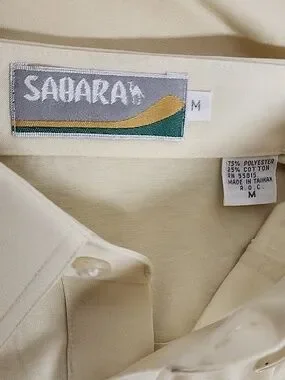 SAHARA
M
75% POLYESTER
25% COTTON
RN 55815
MADE IN TAIWAN
R.O.C.
M